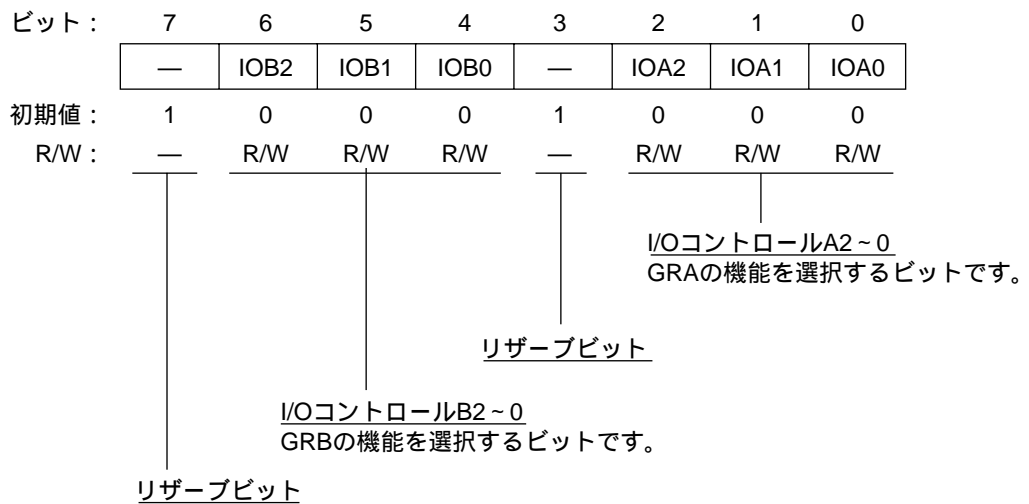 ビット： 7 6 5 4 3 2 1 0
— IOB2 IOB1 IOB0 — IOA2 IOA1 IOA0
初期値： 1 0 0 0 1 0 0 0
R/W： — R/W R/W R/W — R/W R/W R/W
I/OコントロールA2~0
GRAの機能を選択するビットです。
リザーブビット
I/OコントロールB2~0
GRBの機能を選択するビットです。
リザーブビット